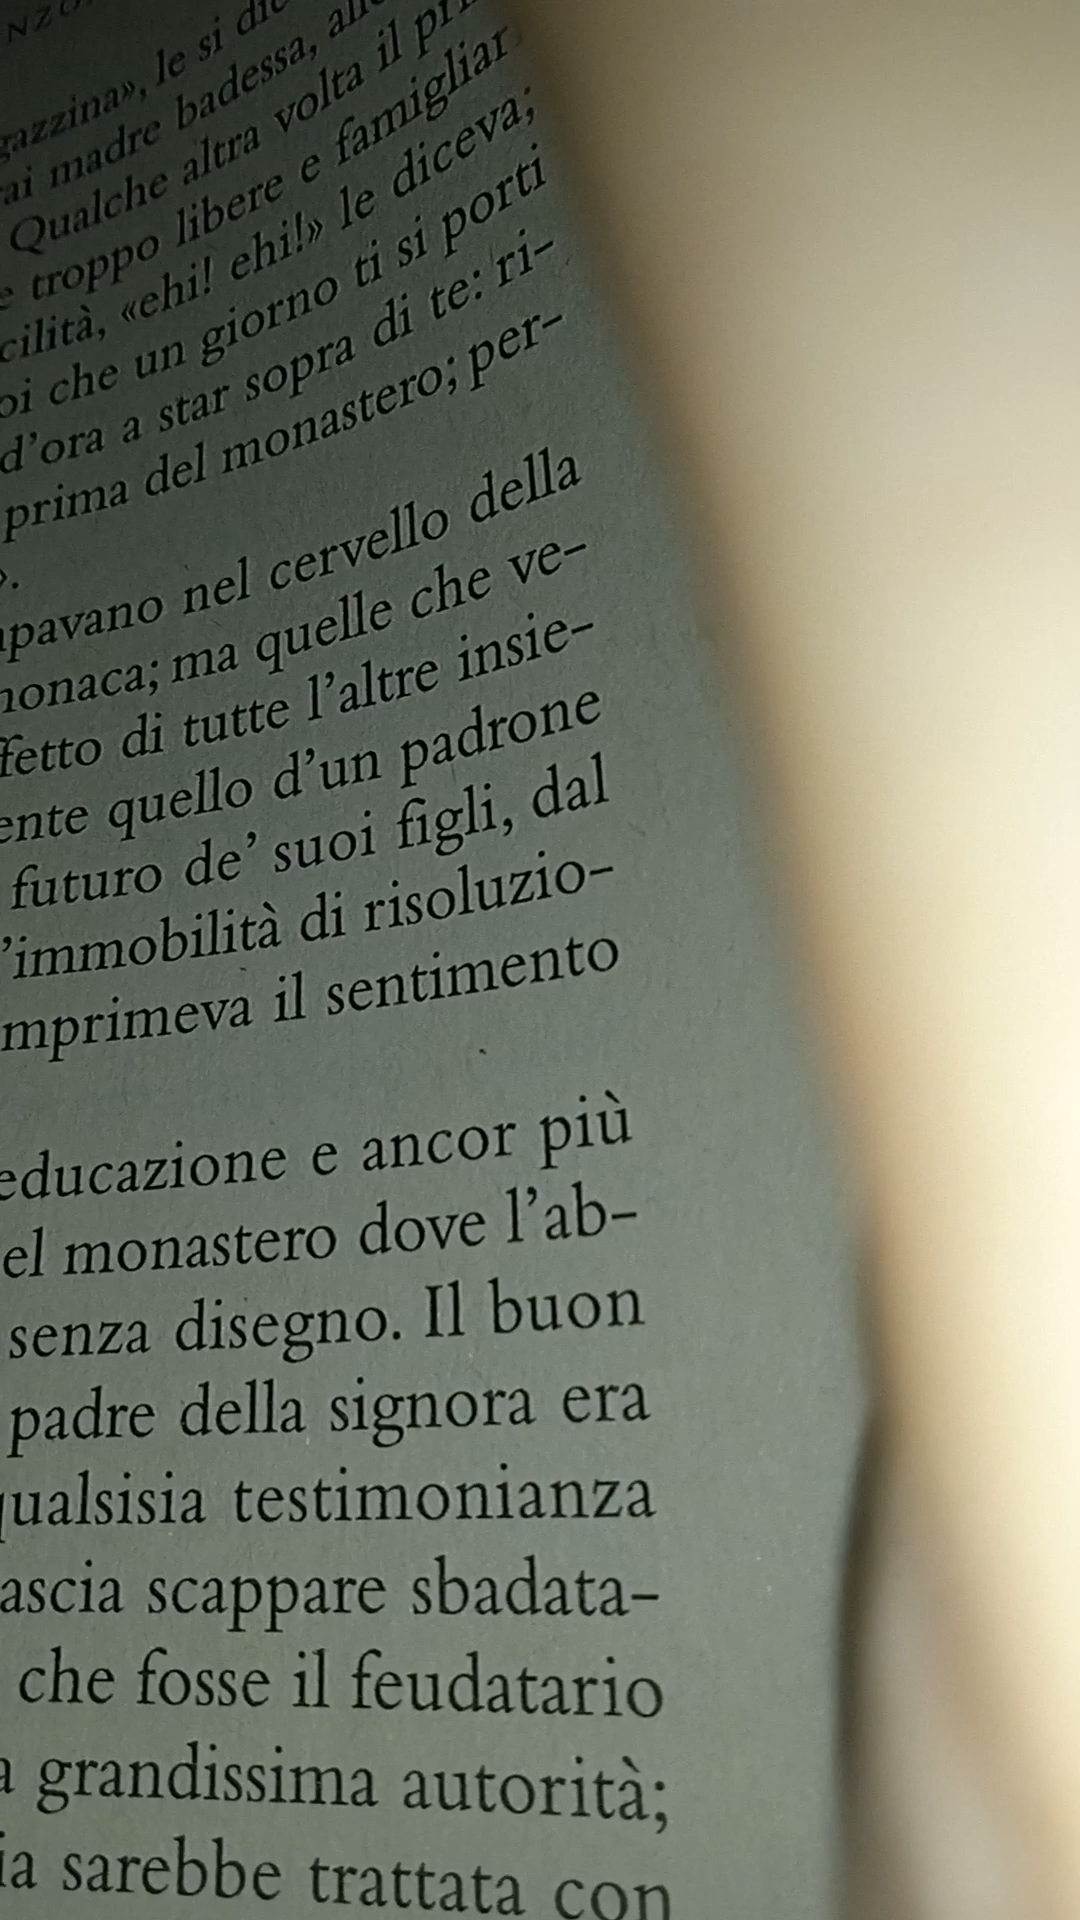 gazzina», le si
madre badessa,
Qualche altra volta il
troppo libere e famigliar
cilità, «ehi! ehi!» le diceva;
che un giorno ti si porti
d'ora a star sopra di te: ri-
prima del monastero; per-
».
pavano nel cervello della
monaca; ma quelle che ve-
fetto di tutte l'altre insie-
ente quello d'un padrone
futuro de' suoi figli, dal
'immobilità di risoluzio-
mprimeva il sentimento
educazione e ancor più
el monastero dove l'ab-
senza disegno. Il buon
padre della signora era
qualsisia testimonianza
ascia scappare sbadata-
che fosse il feudatario
a grandissima autorità;
ia sarebbe trattata con